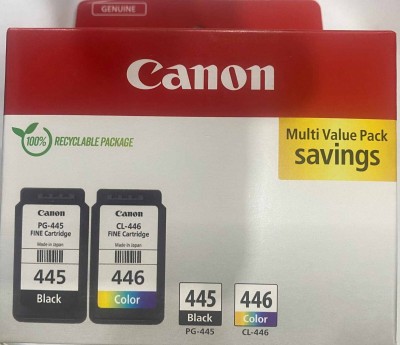 GENUINE
Canon
100% RECYCLABLE PACKAGE
Multi Value Pack
savings
Canon
PG-445
FINE Cartridge
Made in Japan
445
Black
Canon
CL-446
FINE Cartridge
Made in Japan
446
Color
445
Black
PG-445
446
Color
CL-446